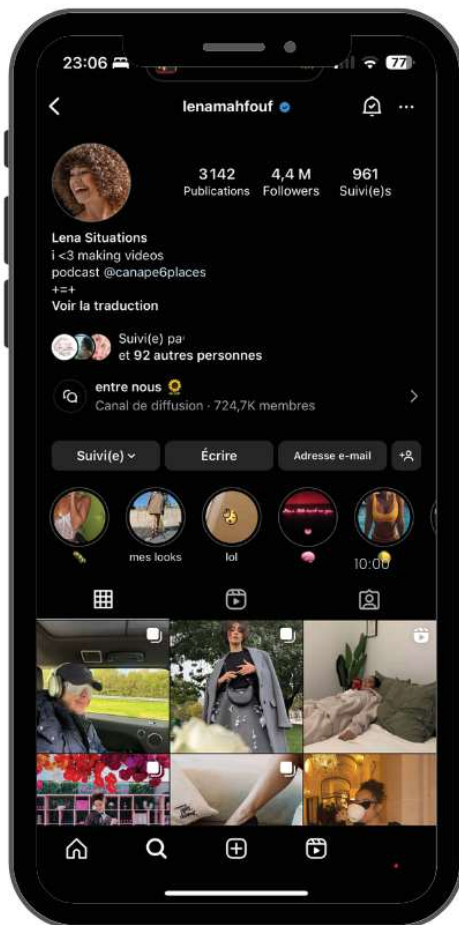 23:06
77
lenamahfouf
3142 4,4 M 961
Publications Followers Suivi(e)s
Lena Situations
i <3 making videos
podcast @canape6places
+=+
Voir la traduction
Suivi(e) pa
et 92 autres personnes
entre nous 🌻
Canal de diffusion · 724,7K membres
Suivi(e) Écrire Adresse e-mail
mes looks lol
10:00